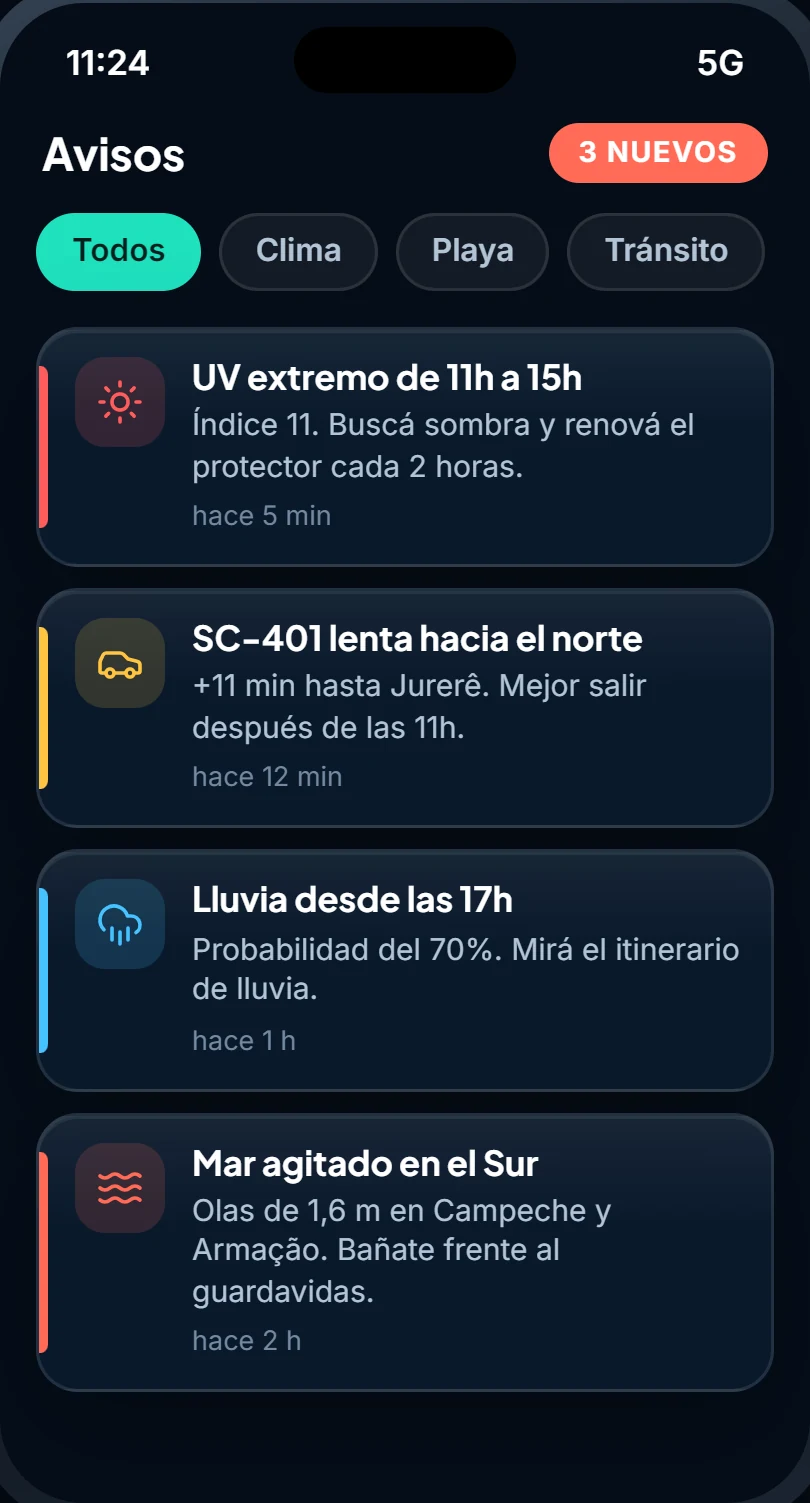 11:24
5G
Avisos
3 NUEVOS
Todos
Clima
Playa
Tránsito
UV extremo de 11h a 15h
Índice 11. Buscá sombra y renová el
protector cada 2 horas.
hace 5 min
SC-401 lenta hacia el norte
+11 min hasta Jurerê. Mejor salir
después de las 11h.
hace 12 min
Lluvia desde las 17h
Probabilidad del 70%. Mirá el itinerario
de lluvia.
hace 1 h
Mar agitado en el Sur
Olas de 1,6 m en Campeche y
Armação. Bañate frente al
guardavidas.
hace 2 h